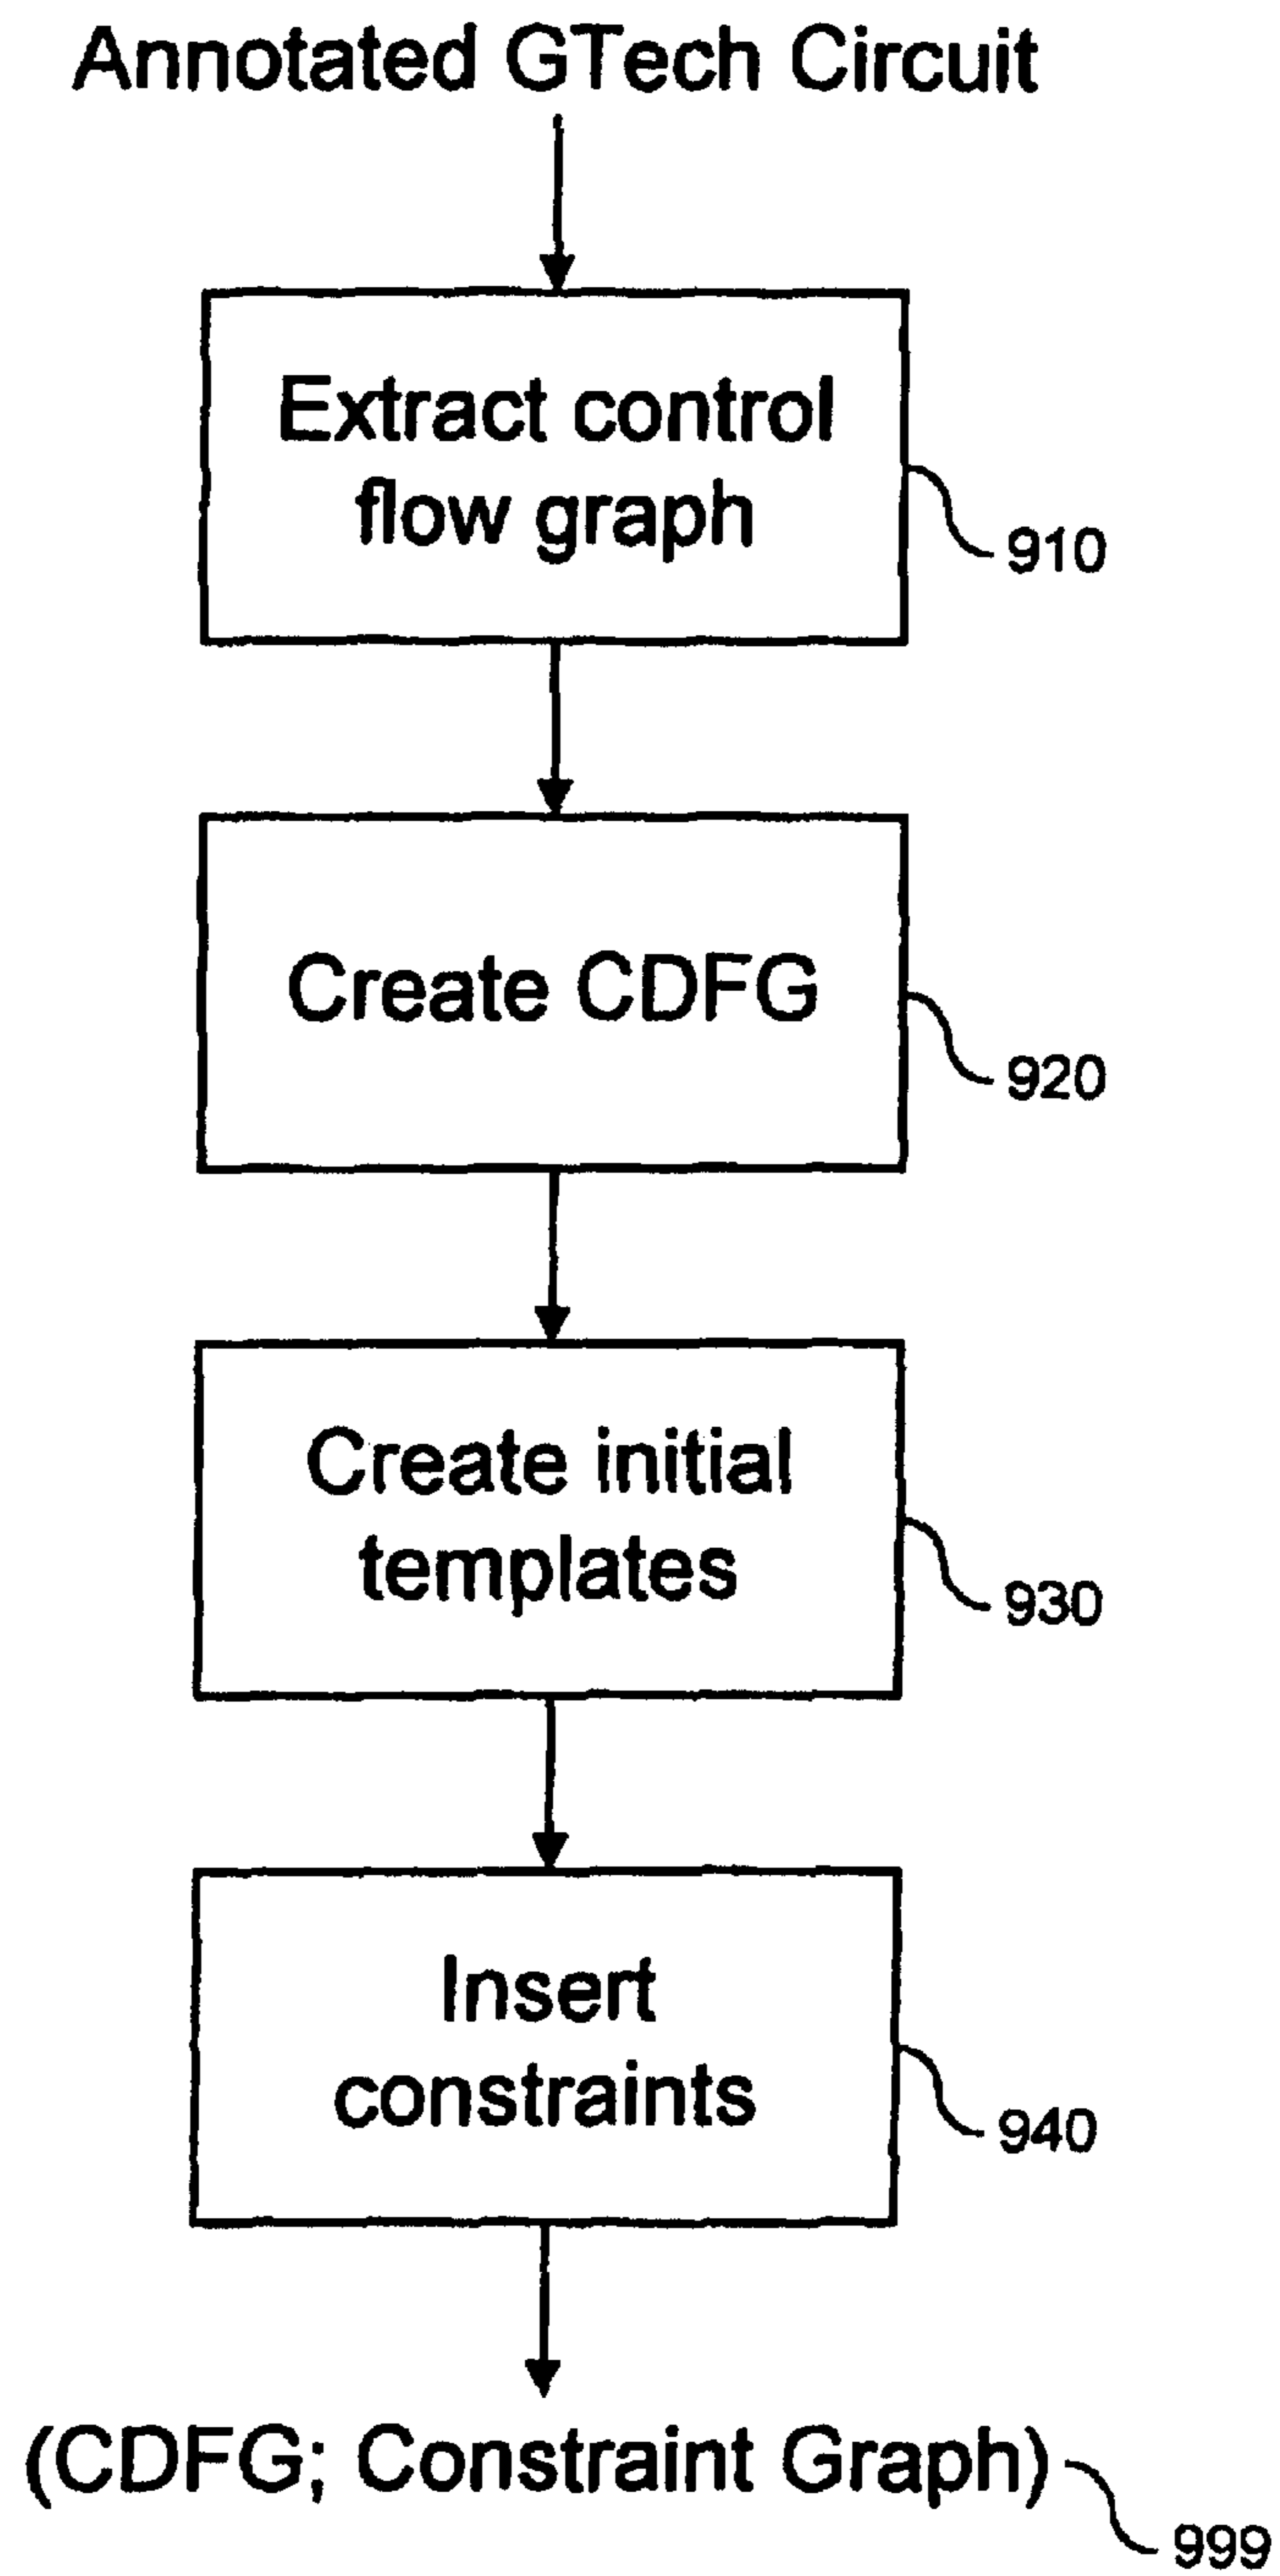 Annotated GTech Circuit
Extract control
flow graph
910
Create CDFG
920
Create initial
templates
930
Insert
constraints
940
(CDFG; Constraint Graph)
999